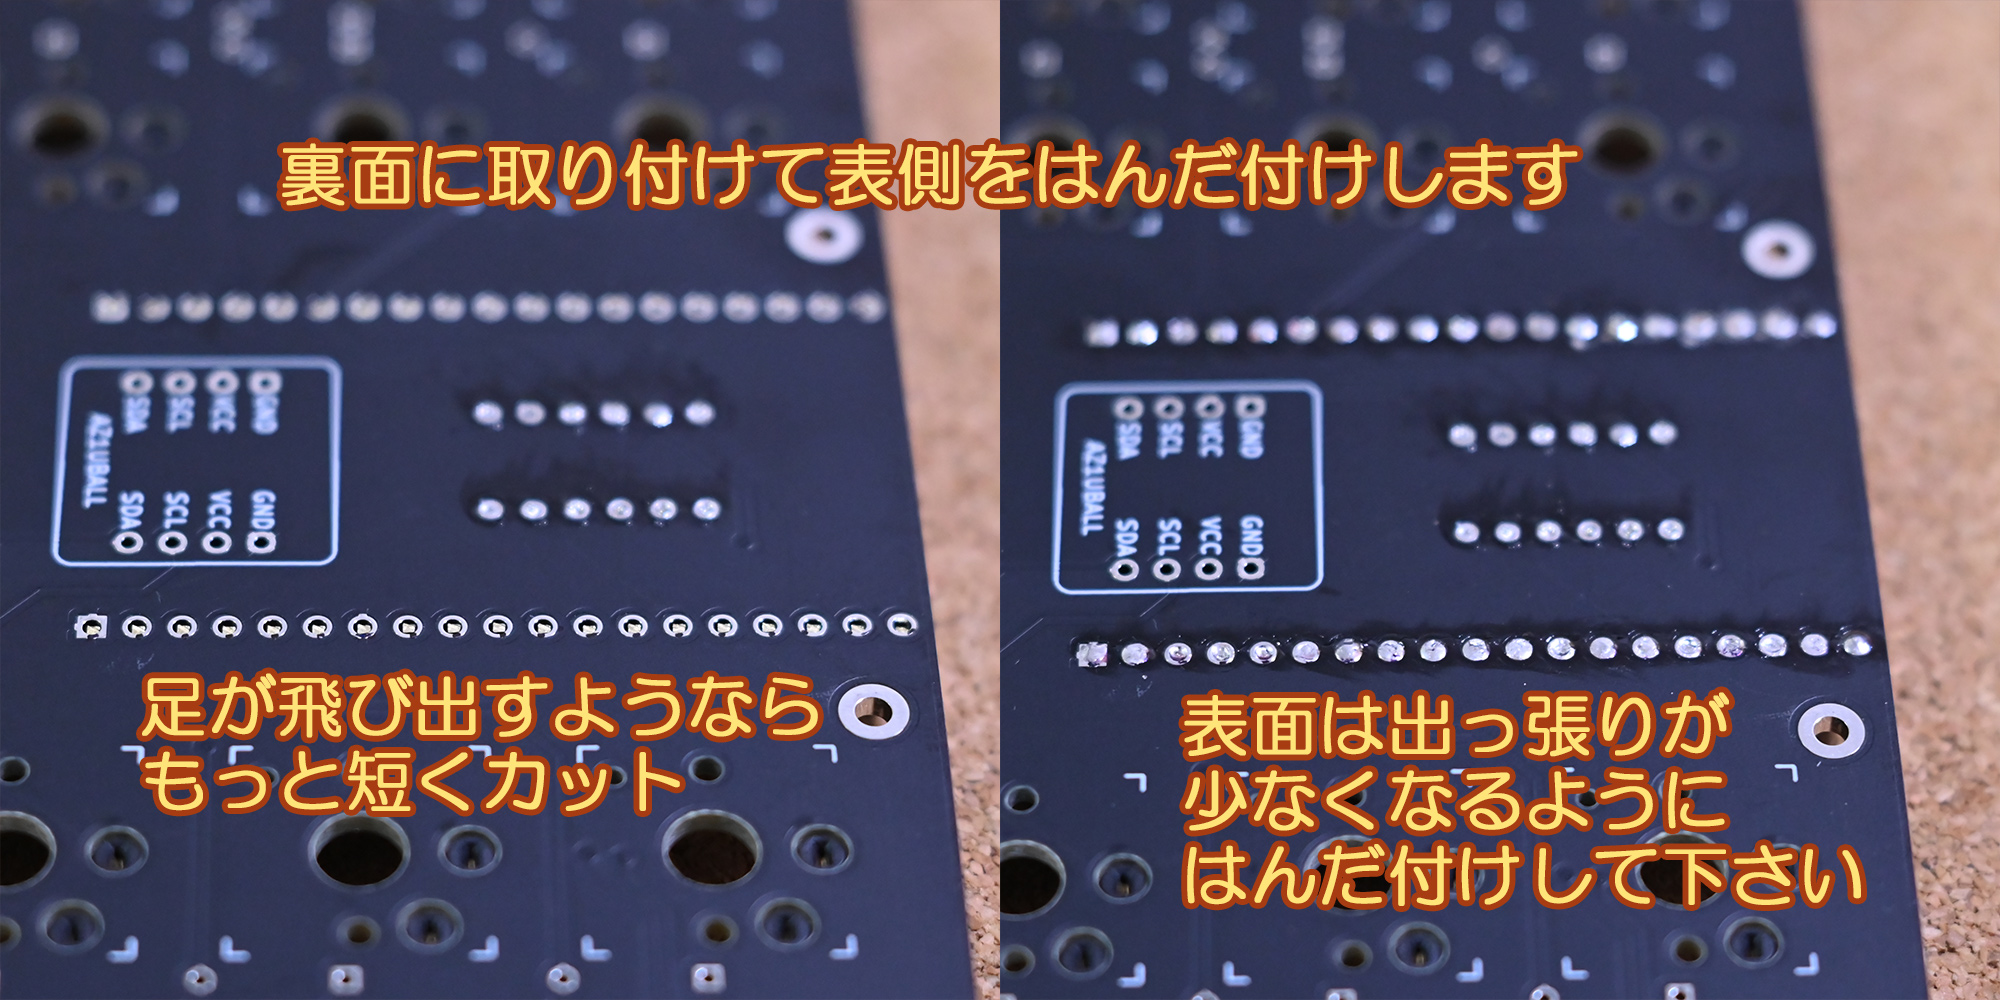 裏面に取り付けて表側をはんだ付けします
SDA
SCL
VCC
GND
AZ1UBALL
SDA
SCL
VCC
GND
足が飛び出すようなら
もっと短くカット
SDA
SCL
VCC
GND
AZ1UBALL
SDA
SCL
VCC
GND
表面は出っ張りが
少なくなるように
はんだ付けして下さい